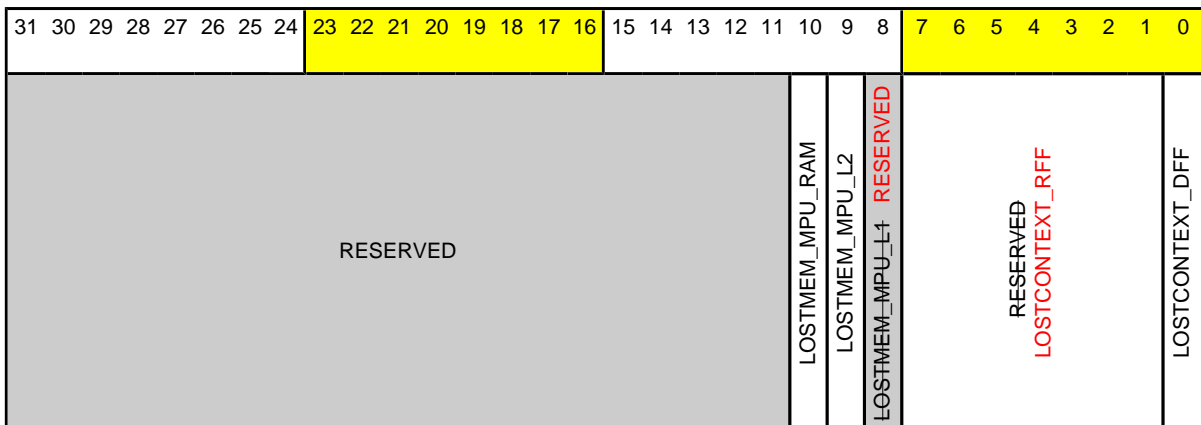 31 30 29 28 27 26 25 24 23 22 21 20 19 18 17 16 15 14 13 12 11 10 9 8 7 6 5 4 3 2 1 0
RESERVED
LOSTMEM_MPU_RAM
LOSTMEM_MPU_L2
LOSTMEM_MPU_L1 RESERVED
RESERVED
LOSTCONTEXT_RFF
LOSTCONTEXT_DFF